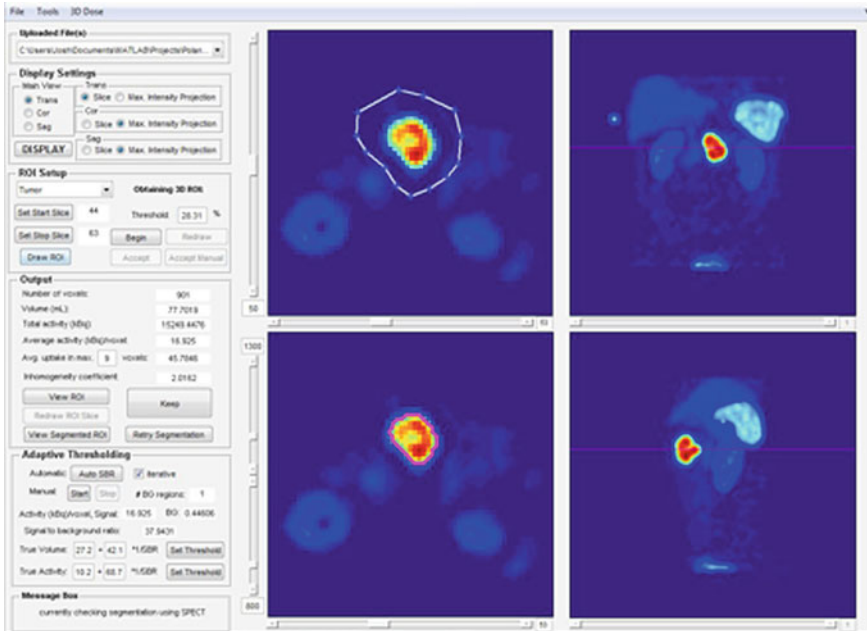 File Tools 3D Dose
Uploaded File(s)
Display Settings
Main View
Trans
Cor
Sag
DISPLAY
Trans
Slice Max. Intensity Projection
Cor
Slice Max. Intensity Projection
Sag
Slice Max. Intensity Projection
ROI Setup
Tumor Obtaining 3D ROI:
Set Start Slice 44 Threshold: 28.31 %
Set Stop Slice 63 Begin Redraw
Draw ROI Accept Accept Manual
Output
Number of voxels: 901
Volume (mL): 77.7019
Total activity (kBq): 15249.4476
Average activity (kBq)/voxel: 16.925
Avg. uptake in max. 9 voxels: 45.7846
Inhomogeneity coefficient: 2.0162
View ROI Keep
Redraw ROI Slice
View Segmented ROI Retry Segmentation
Adaptive Thresholding
Automatic: Auto SBR iterative
Manual: Start Stop # BG regions: 1
Activity (kBq)/voxel, Signal: 16.925 BG: 0.44606
Signal to background ratio: 37.9431
True Volume: 27.2 + 42.1 *1/SBR Set Threshold
True Activity: 10.2 + 60.7 *1/SBR Set Threshold
Message Box
currently checking segmentation using SPECT
50
1300
800